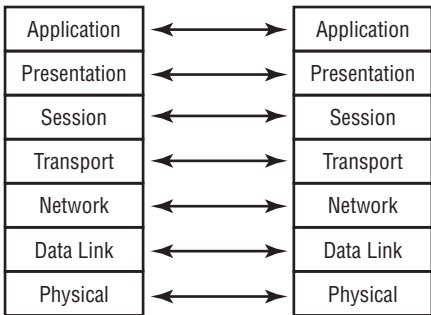 Application Application
Presentation Presentation
Session Session
Transport Transport
Network Network
Data Link Data Link
Physical Physical